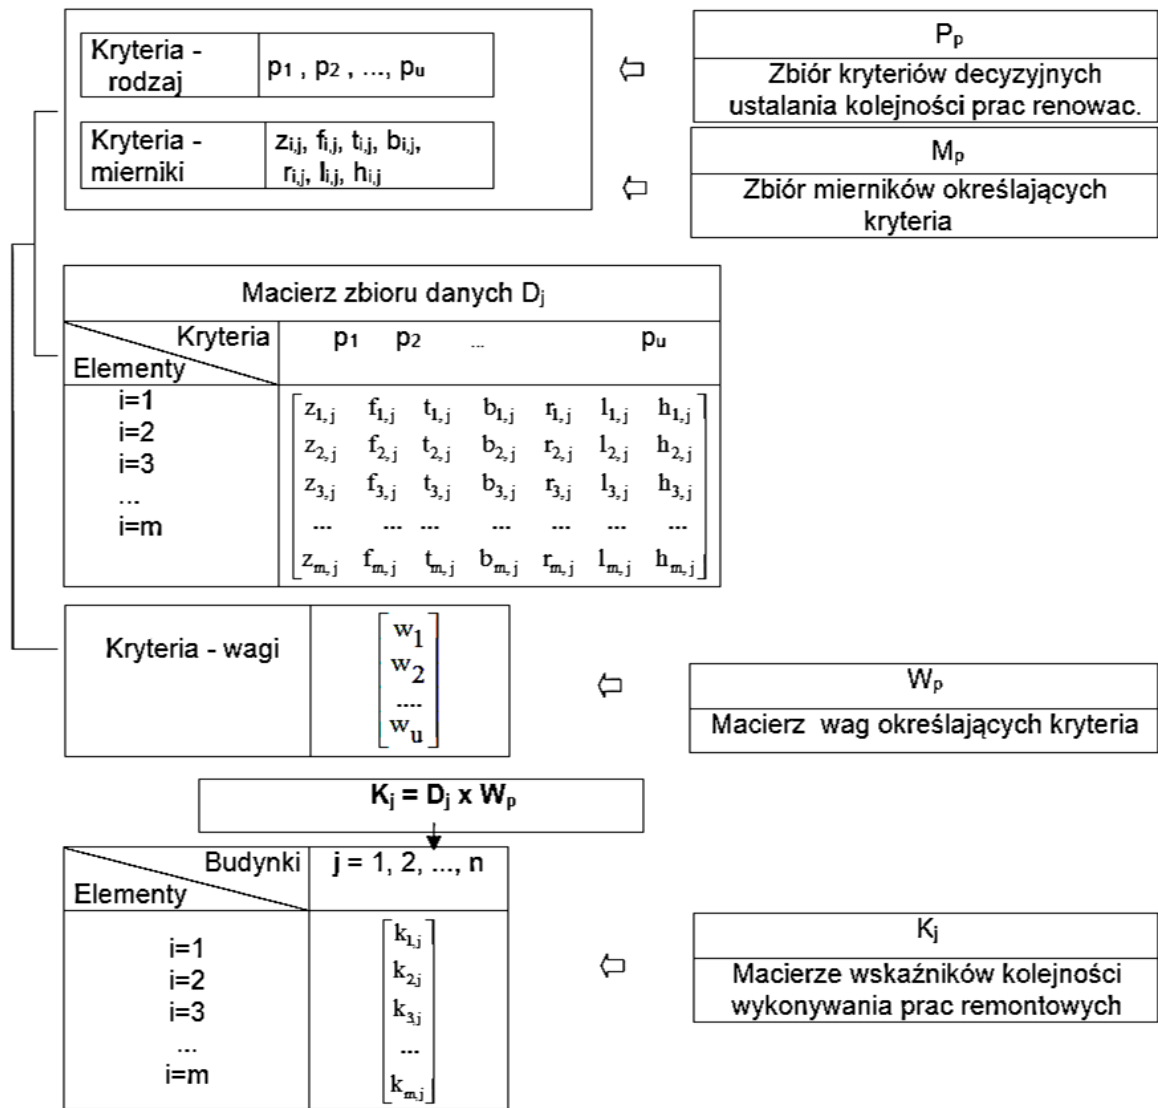 Kryteria - rodzaj
p1 , p2 , ..., pu
Pp
Zbiór kryteriów decyzyjnych
ustalania kolejności prac renowac.
Kryteria - mierniki
zi,j, fi,j, ti,j, bi,j,
ri,j, li,j, hi,j
Mp
Zbiór mierników określających
kryteria
Macierz zbioru danych Dj
Kryteria
Elementy
p1 p2 ... pu
i=1
i=2
i=3
...
i=m
z1,j f1,j t1,j b1,j r1,j l1,j h1,j
z2,j f2,j t2,j b2,j r2,j l2,j h2,j
z3,j f3,j t3,j b3,j r3,j l3,j h3,j
... ... ... ... ... ... ...
zm,j fm,j tm,j bm,j rm,j lm,j hm,j
Kryteria - wagi
w1
w2
....
wu
Wp
Macierz wag określających kryteria
Kj = Dj x Wp
Budynki
Elementy
j = 1, 2, ..., n
i=1
i=2
i=3
...
i=m
k1,j
k2,j
k3,j
...
km,j
Kj
Macierze wskaźników kolejności
wykonywania prac remontowych